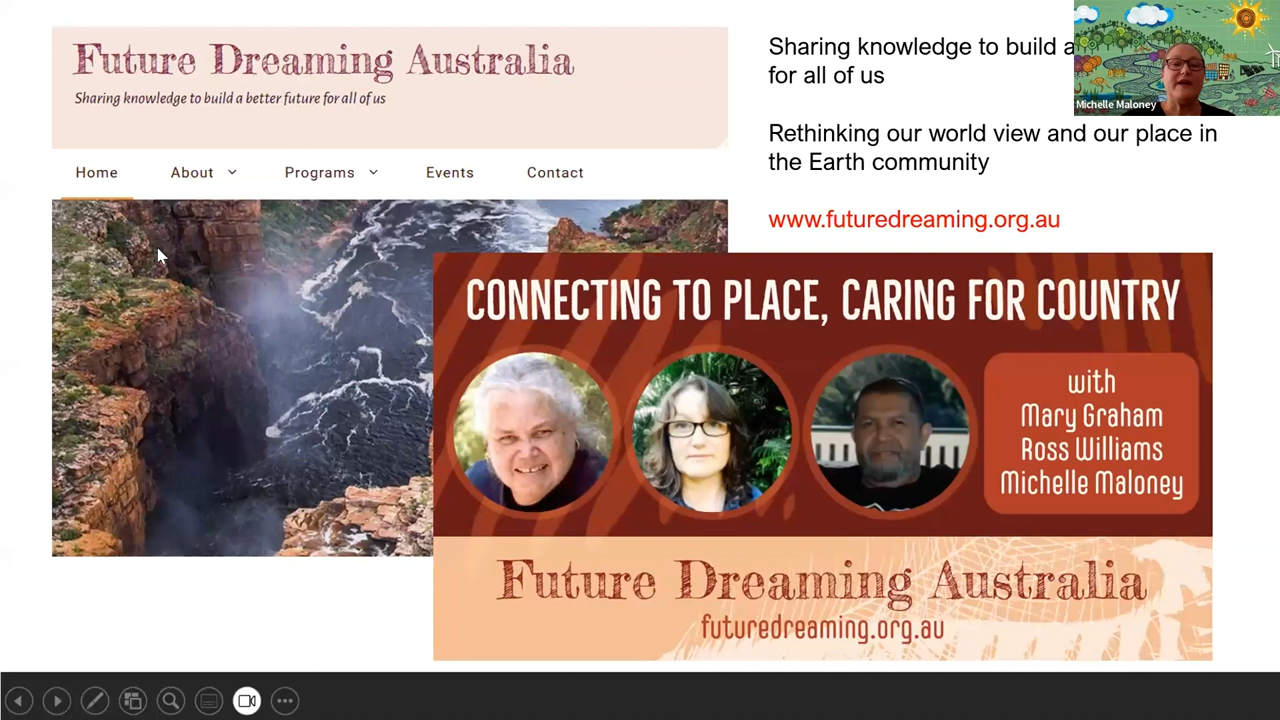 Future Dreaming Australia
Sharing knowledge to build a better future for all of us
Home
About
Programs
Events
Contact
Sharing knowledge to build a
for all of us
Rethinking our world view and our place in
the Earth community
www.futuredreaming.org.au
Michelle Maloney
CONNECTING TO PLACE, CARING FOR COUNTRY
with
Mary Graham
Ross Williams
Michelle Maloney
Future Dreaming Australia
futuredreaming.org.au